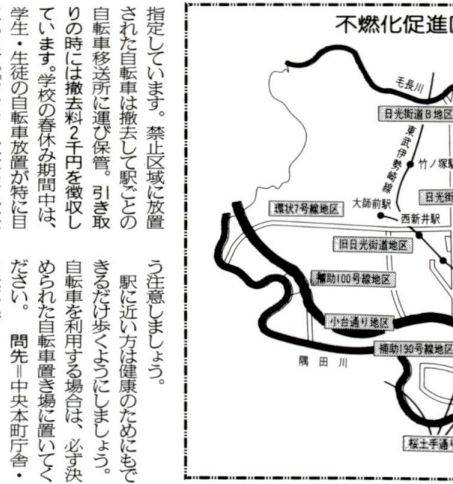 指定しています。禁止区域に放置
された自転車は撤去して駅ごとの
自転車移送所に運び保管。引き取
りの時には撤去料2千円を徴収し
ています。学校の春休み期間中は、
学生・生徒の自転車放置が特に目
う注意しましょう。
駅に近い方は健康のためにもで
きるだけ歩くようにしましょう。
自転車を利用する場合は、必ず決
められた自転車置き場に置いてく
ださい。 問先=中央本町庁舎・
不燃化促進
毛長川
日光街道B地区
東武伊勢崎線
竹ノ塚駅
日光街
環状7号線地区
大師前駅
西新井駅
旧日光街道地区
補助100号線地区
小台通り地区
補助190号線地区
隅田川
桜土手通り